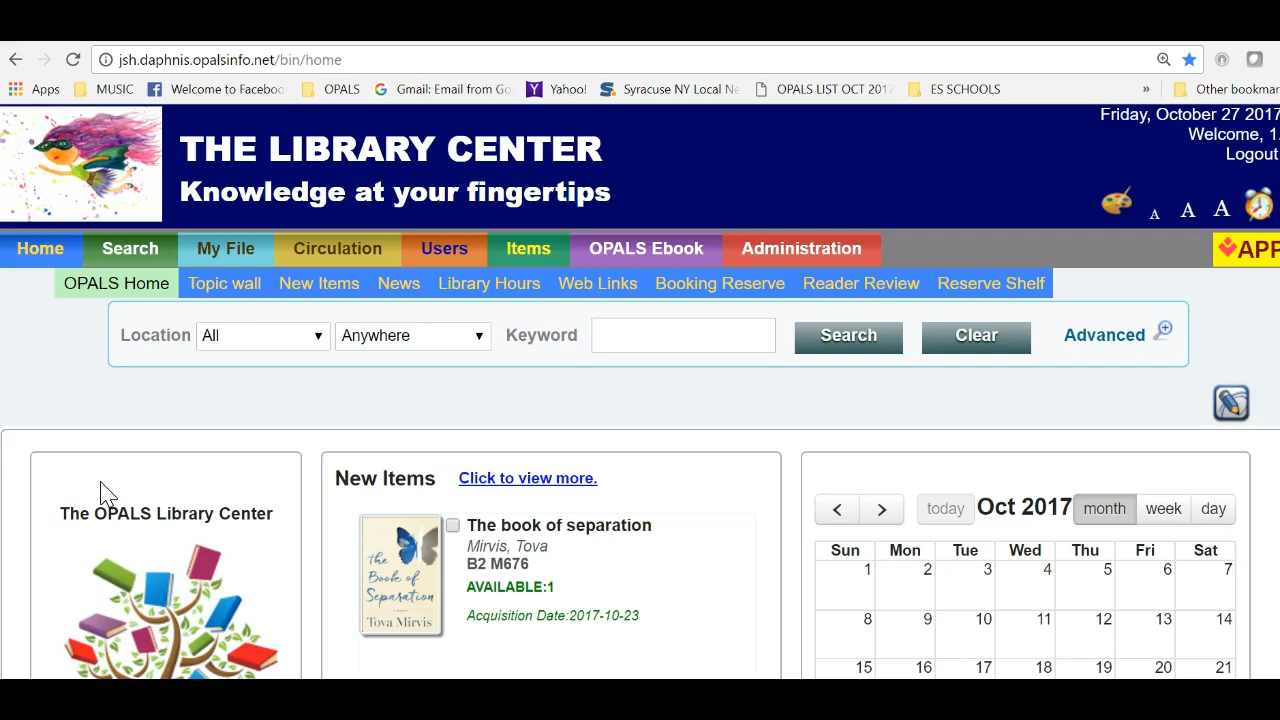 jsh.daphnis.opalsinfo.net/bin/home
Apps MUSIC Welcome to Faceboo OPALS Gmail: Email from Go Yahoo! Syracuse NY Local Ne OPALS LIST OCT 2017 ES SCHOOLS » Other bookmar
THE LIBRARY CENTER
Knowledge at your fingertips
Friday, October 27 2017
Welcome, 1
Logout
A A A
Home Search My File Circulation Users Items OPALS Ebook Administration APP
OPALS Home Topic wall New Items News Library Hours Web Links Booking Reserve Reader Review Reserve Shelf
Location All Anywhere Keyword Search Clear Advanced
The OPALS Library Center
New Items Click to view more.
the Book of Separation
Tova Mirvis
The book of separation
Mirvis, Tova
B2 M676
AVAILABLE:1
Acquisition Date:2017-10-23
today Oct 2017 month week day
Sun Mon Tue Wed Thu Fri Sat
1 2 3 4 5 6 7
8 9 10 11 12 13 14
15 16 17 18 19 20 21